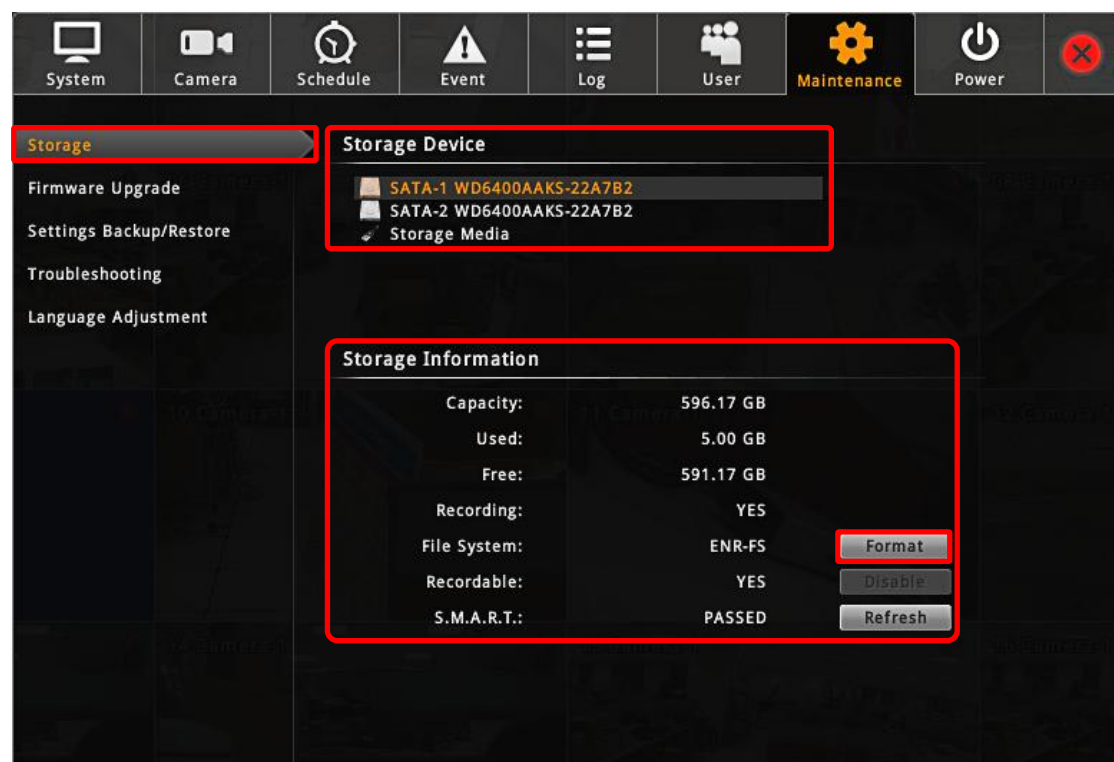 System Camera Schedule Event Log User Maintenance Power
Storage
Firmware Upgrade
Settings Backup/Restore
Troubleshooting
Language Adjustment
Storage Device
SATA-1 WD6400AAKS-22A7B2
SATA-2 WD6400AAKS-22A7B2
Storage Media
Storage Information
Capacity: 596.17 GB
Used: 5.00 GB
Free: 591.17 GB
Recording: YES
File System: ENR-FS Format
Recordable: YES Disable
S.M.A.R.T.: PASSED Refresh